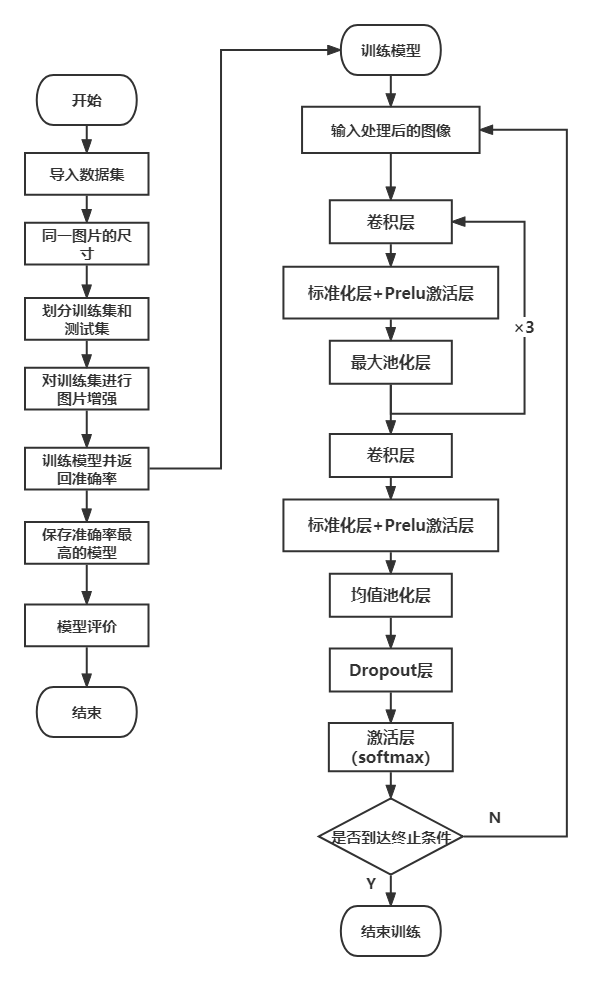 开始
导入数据集
同一图片的尺
寸
划分训练集和
测试集
对训练集进行
图片增强
训练模型并返
回准确率
保存准确率最
高的模型
模型评价
结束
训练模型
输入处理后的图像
卷积层
标准化层+Prelu激活层
×3
最大池化层
卷积层
标准化层+Prelu激活层
均值池化层
Dropout层
激活层
（softmax）
是否到达终止条件
N
Y
结束训练